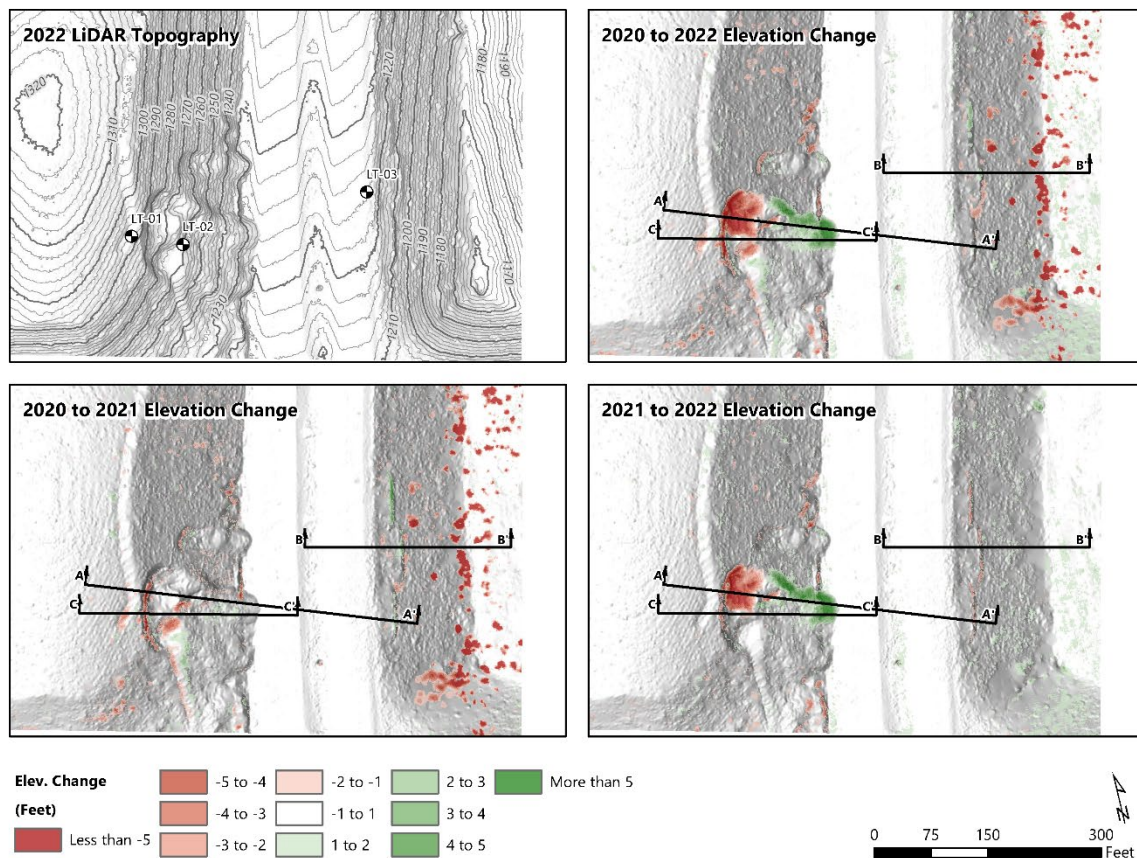 2022 LiDAR Topography
1320
1310
1300
1290
1280
1270
1260
1250
1240
1220
1180
1190
LT-01
LT-02
LT-03
1200
1190
1180
1170
1230
1210
2020 to 2022 Elevation Change
B
B'
A
C
C'
A'
2020 to 2021 Elevation Change
B
B'
A
C
C'
A'
2021 to 2022 Elevation Change
B
B'
A
C
C'
A'
Elev. Change
(Feet)
Less than -5
-5 to -4
-4 to -3
-3 to -2
-2 to -1
-1 to 1
1 to 2
2 to 3
3 to 4
4 to 5
More than 5
N
0 75 150 300
Feet